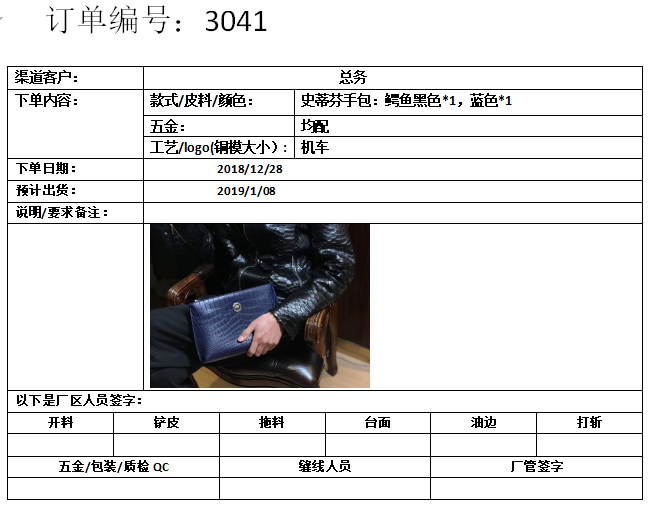 订单编号：3041
渠道客户： 总务
下单内容： 款式/皮料/颜色： 史蒂芬手包：鳄鱼黑色*1，蓝色*1
五金： 均配
工艺/logo(铜模大小)： 机车
下单日期： 2018/12/28
预计出货： 2019/1/08
说明/要求备注：
以下是厂区人员签字：
开料 铲皮 拖料 台面 油边 打斩
五金/包装/质检 QC 缝线人员 厂管签字